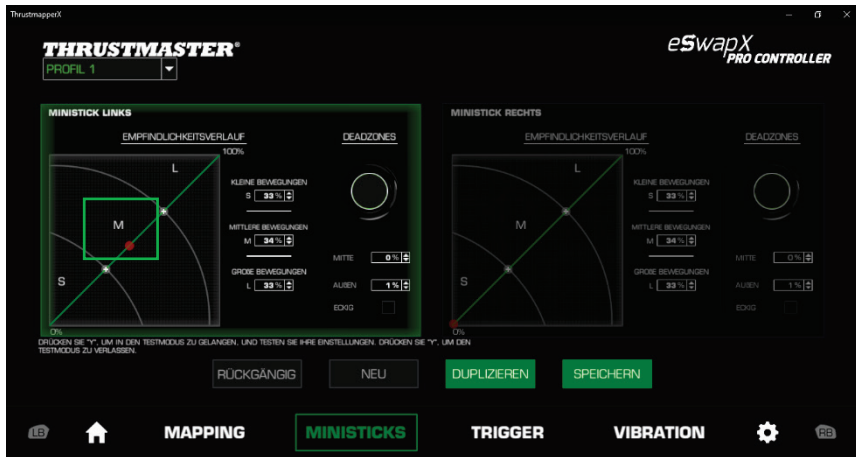 ThrustmapperX
THRUSTMASTER®
eSwapX
PRO CONTROLLER
PROFIL 1
MINISTICK LINKS
EMPFINDLICHKEITSVERLAUF
DEADZONES
100%
L
KLEINE BEWEGUNGEN
S 33 %
M
MITTLERE BEWEGUNGEN
M 34 %
MITTE 0 %
GROßE BEWEGUNGEN
S
L 33 %
AUßEN 1 %
ECKIG
0%
MINISTICK RECHTS
EMPFINDLICHKEITSVERLAUF
DEADZONES
100%
L
KLEINE BEWEGUNGEN
S 33 %
M
MITTLERE BEWEGUNGEN
M 34 %
MITTE 0 %
GROßE BEWEGUNGEN
S
L 33 %
AUßEN 1 %
ECKIG
0%
DRÜCKEN SIE "Y", UM IN DEN TESTMODUS ZU GELANGEN, UND TESTEN SIE IHRE EINSTELLUNGEN. DRÜCKEN SIE "Y", UM DEN
TESTMODUS ZU VERLASSEN.
RÜCKGÄNGIG
NEU
DUPLIZIEREN
SPEICHERN
LB
MAPPING
MINISTICKS
TRIGGER
VIBRATION
RB